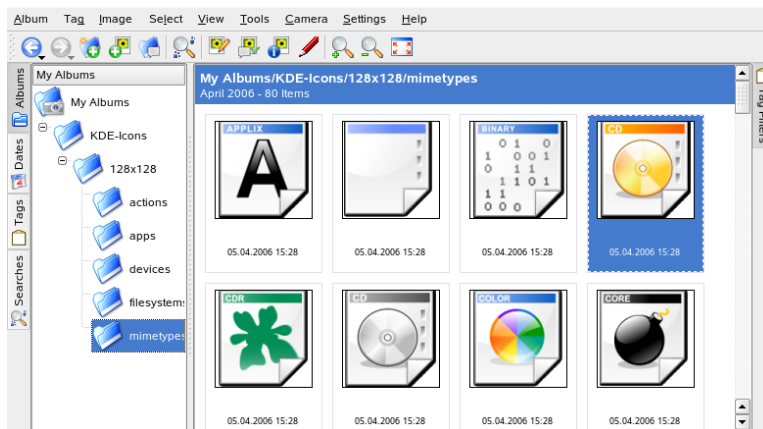 Album Tag Image Select View Tools Camera Settings Help
Albums
Dates
Tags
Searches
My Albums
My Albums
KDE-Icons
128x128
actions
apps
devices
filesystems
mimetypes
My Albums/KDE-Icons/128x128/mimetypes
April 2006 - 80 Items
APPLIX
BINARY
CD
0 1 0
1 0 0 1
0 1 1
1 1 0 1
1 1
0 0 0
05.04.2006 15:28 05.04.2006 15:28 05.04.2006 15:28 05.04.2006 15:28
CDR
CD
COLOR
CORE
05.04.2006 15:28 05.04.2006 15:28 05.04.2006 15:28 05.04.2006 15:28
Tag Filters